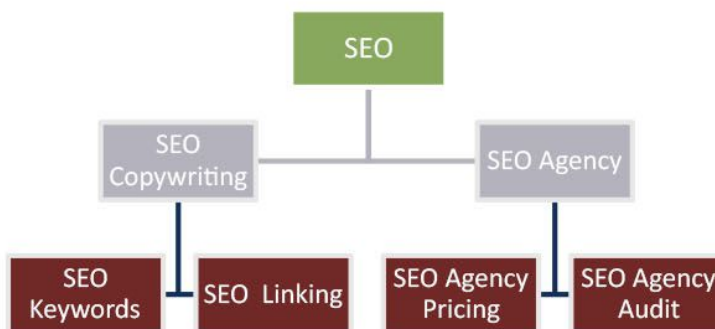 SEO
SEO
Copywriting
SEO Agency
SEO
Keywords
SEO Linking
SEO Agency
Pricing
SEO Agency
Audit